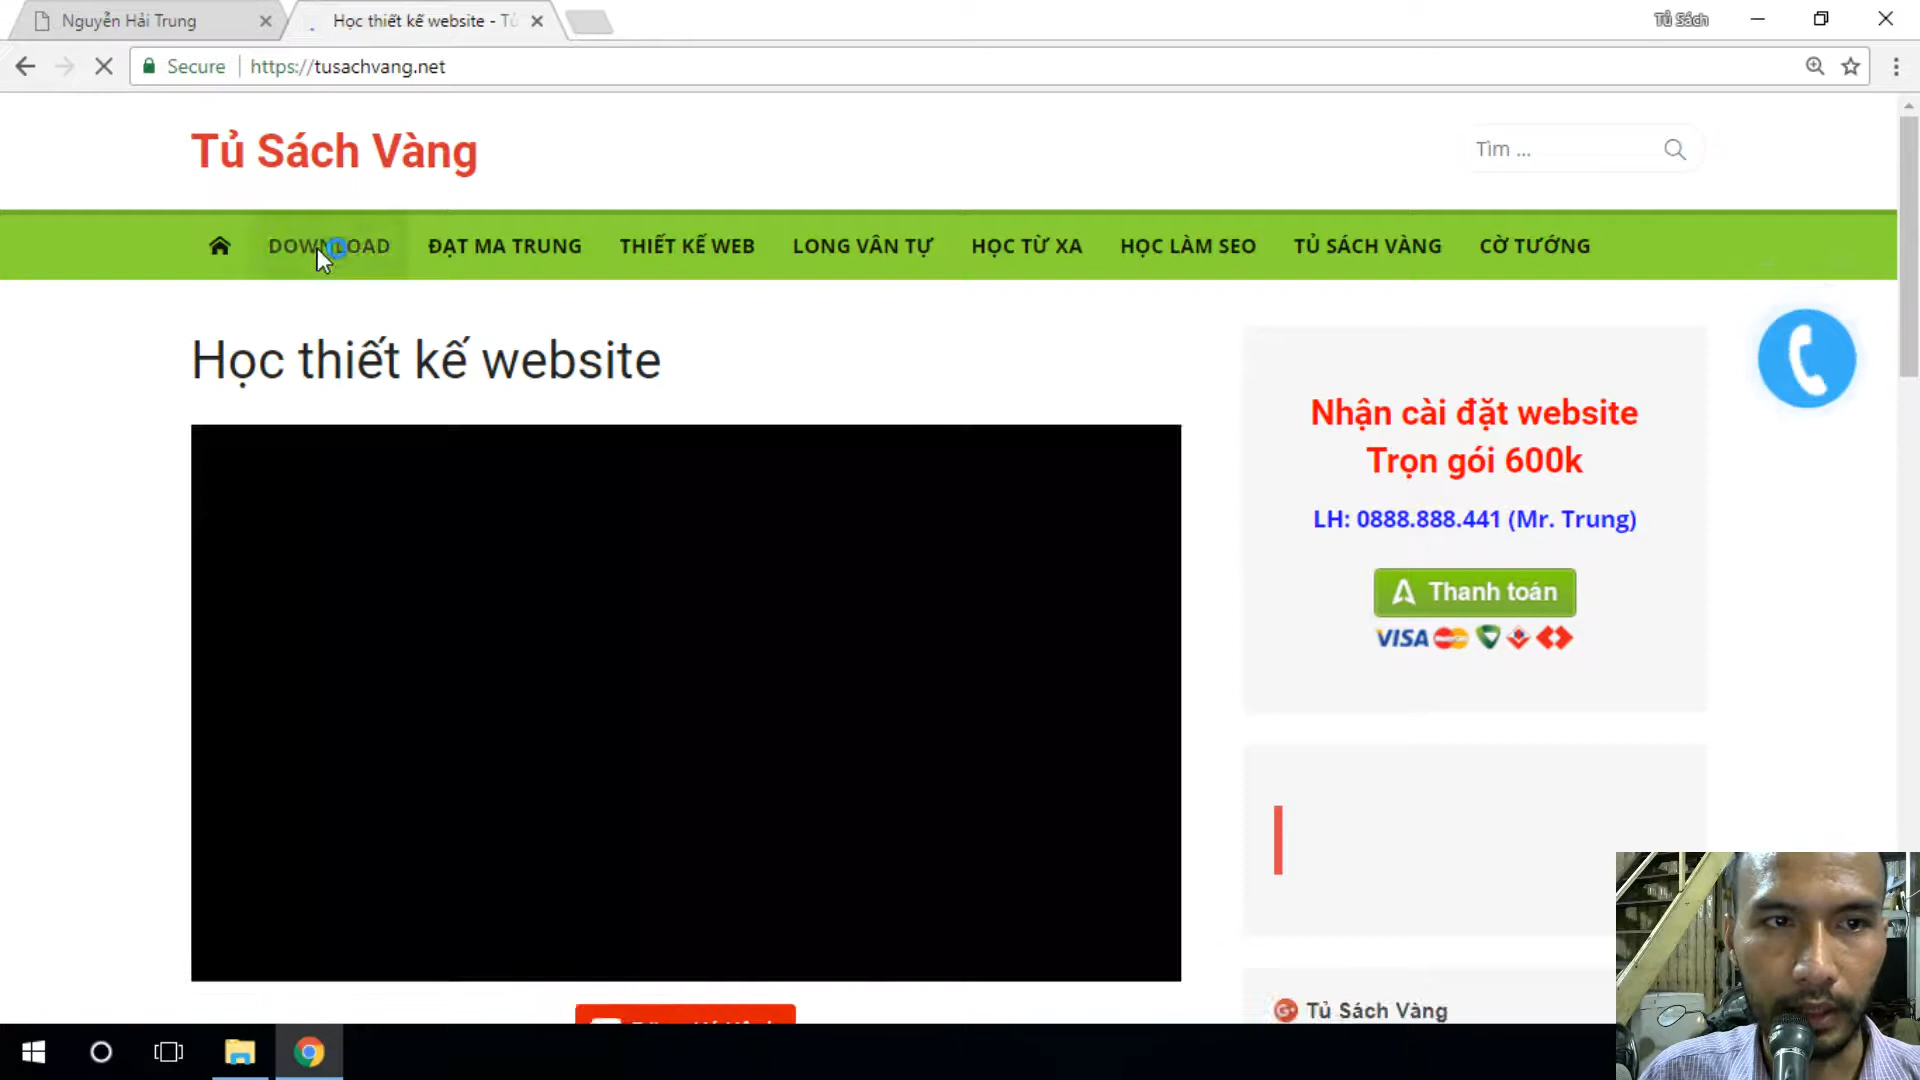 Nguyễn Hải Trung
Học thiết kế website - Tủ
Tủ Sách
Secure
https://tusachvang.net
Tủ Sách Vàng
Tìm ...
DOWNLOAD
ĐẠT MA TRUNG
THIẾT KẾ WEB
LONG VÂN TỰ
HỌC TỪ XA
HỌC LÀM SEO
TỦ SÁCH VÀNG
CỜ TƯỚNG
Học thiết kế website
Nhận cài đặt website
Trọn gói 600k
LH: 0888.888.441 (Mr. Trung)
Thanh toán
VISA
G+ Tủ Sách Vàng